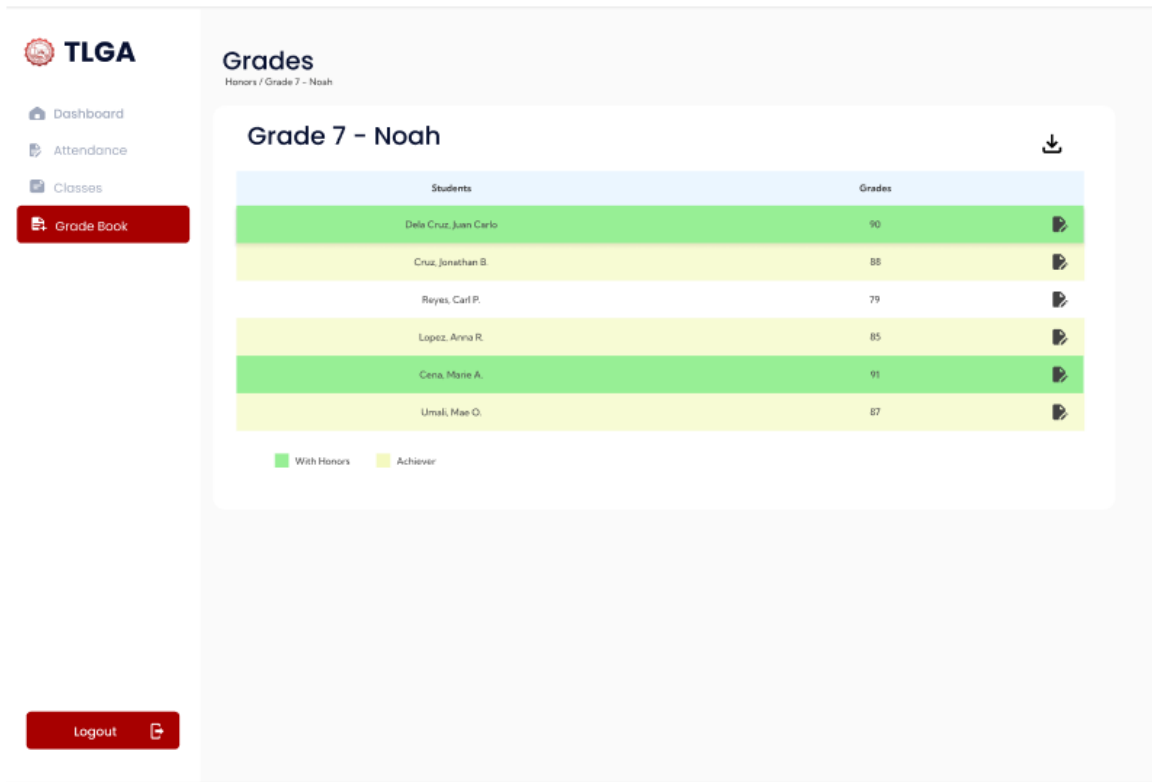 TLGA
Dashboard
Attendance
Classes
Grade Book
Logout
Grades
Honors / Grade 7 - Noah
Grade 7 - Noah
Students Grades
Dela Cruz, Juan Carlo 90
Cruz, Jonathan B. 88
Reyes, Carl P. 79
Lopez, Anna R. 85
Cena, Marie A. 91
Umali, Mae O. 87
With Honors Achiever